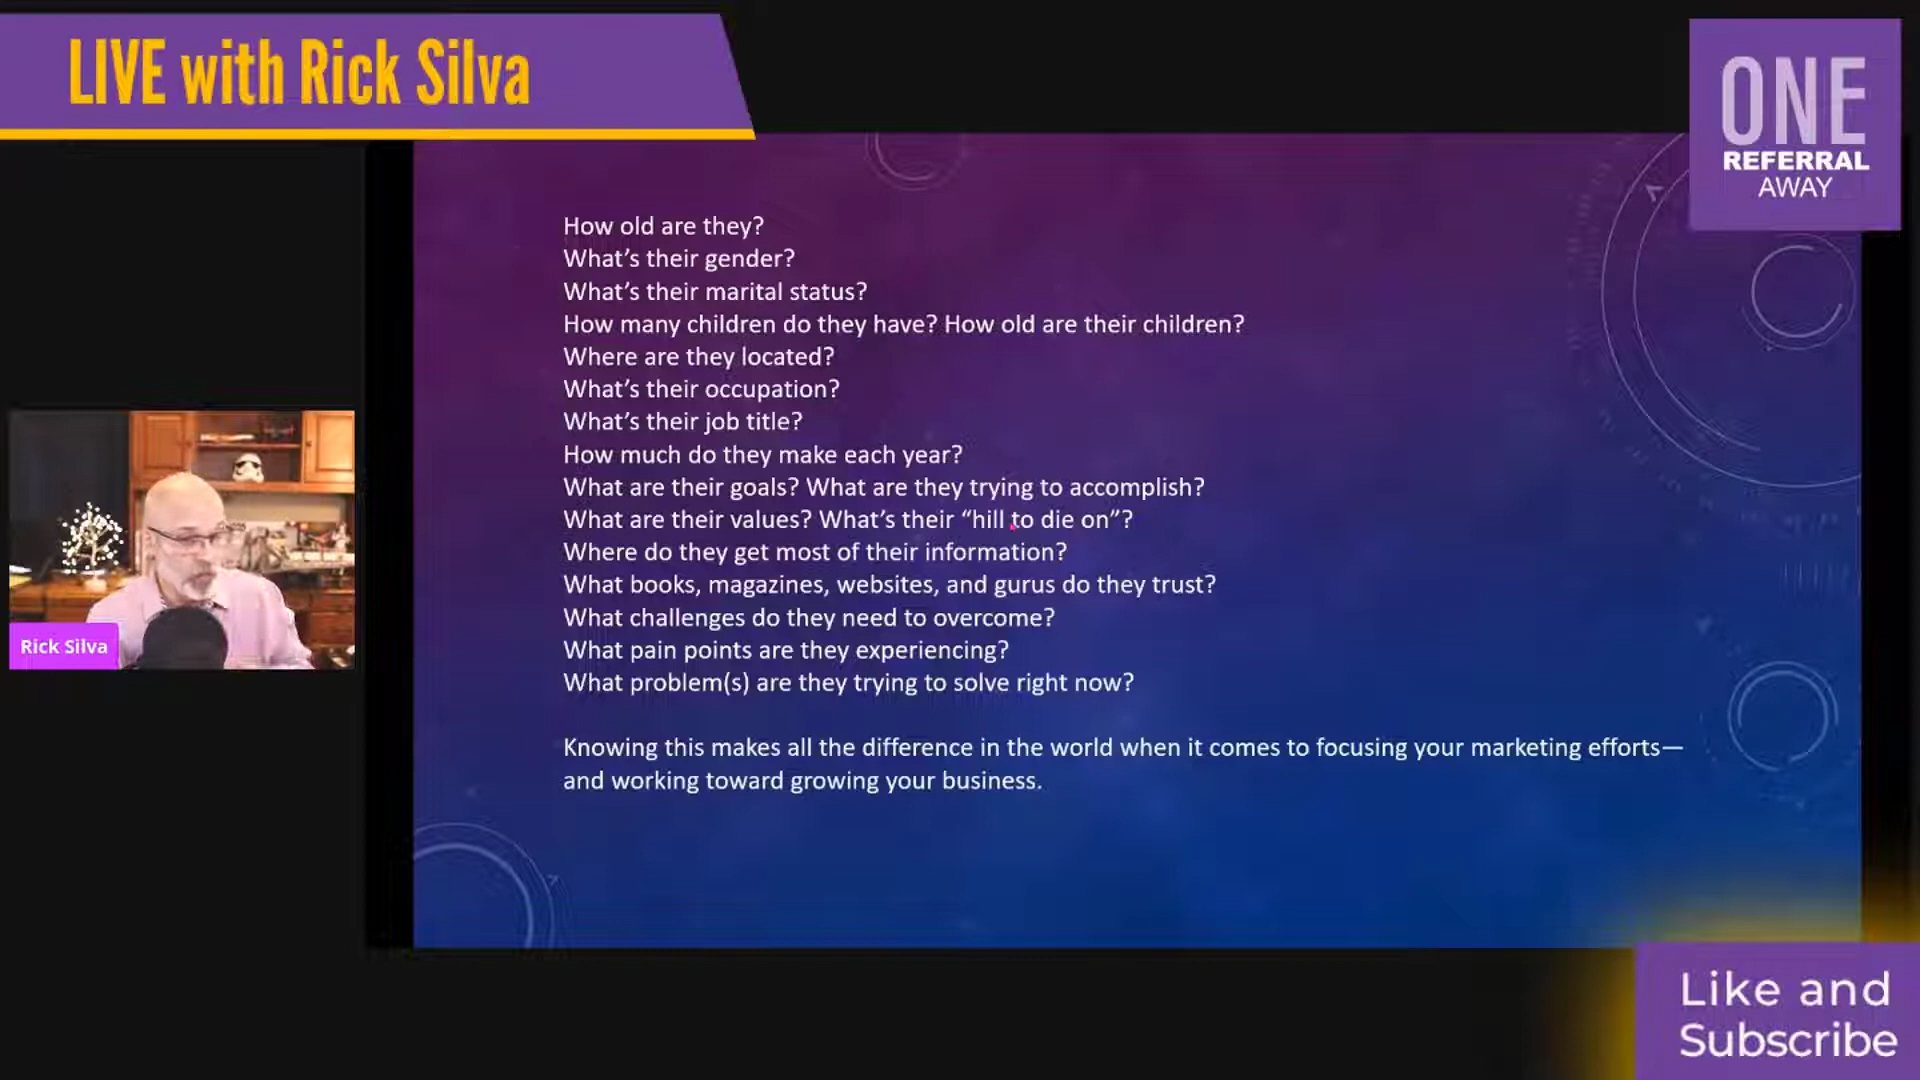 LIVE with Rick Silva
ONE
REFERRAL
AWAY
How old are they?
What’s their gender?
What’s their marital status?
How many children do they have? How old are their children?
Where are they located?
What’s their occupation?
What’s their job title?
How much do they make each year?
What are their goals? What are they trying to accomplish?
What are their values? What’s their “hill to die on”?
Where do they get most of their information?
What books, magazines, websites, and gurus do they trust?
What challenges do they need to overcome?
What pain points are they experiencing?
What problem(s) are they trying to solve right now?
Knowing this makes all the difference in the world when it comes to focusing your marketing efforts—
and working toward growing your business.
Rick Silva
Like and
Subscribe